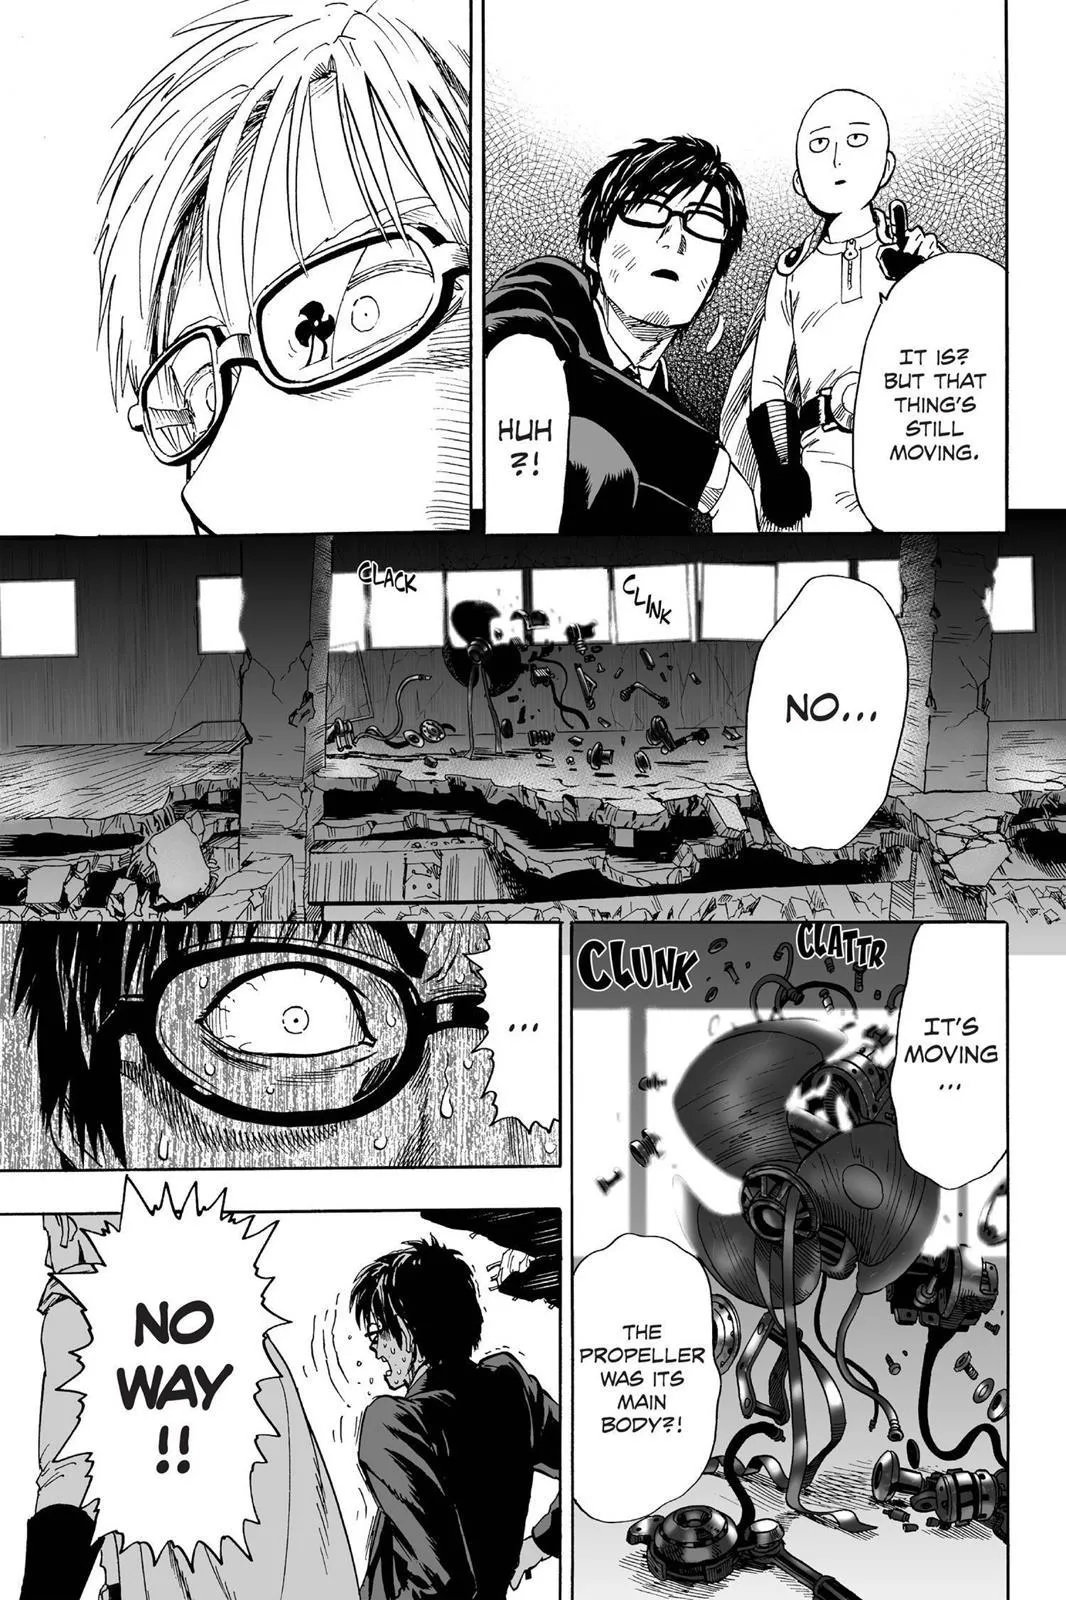 IT IS?
BUT THAT
THING'S
STILL
MOVING.
HUH
?!
CLINK
CLACK
NO...
CLATTR
CLUNK
IT'S
MOVING
...
THE
PROPELLER
WAS ITS
MAIN
BODY?!
...
NO
WAY
!!